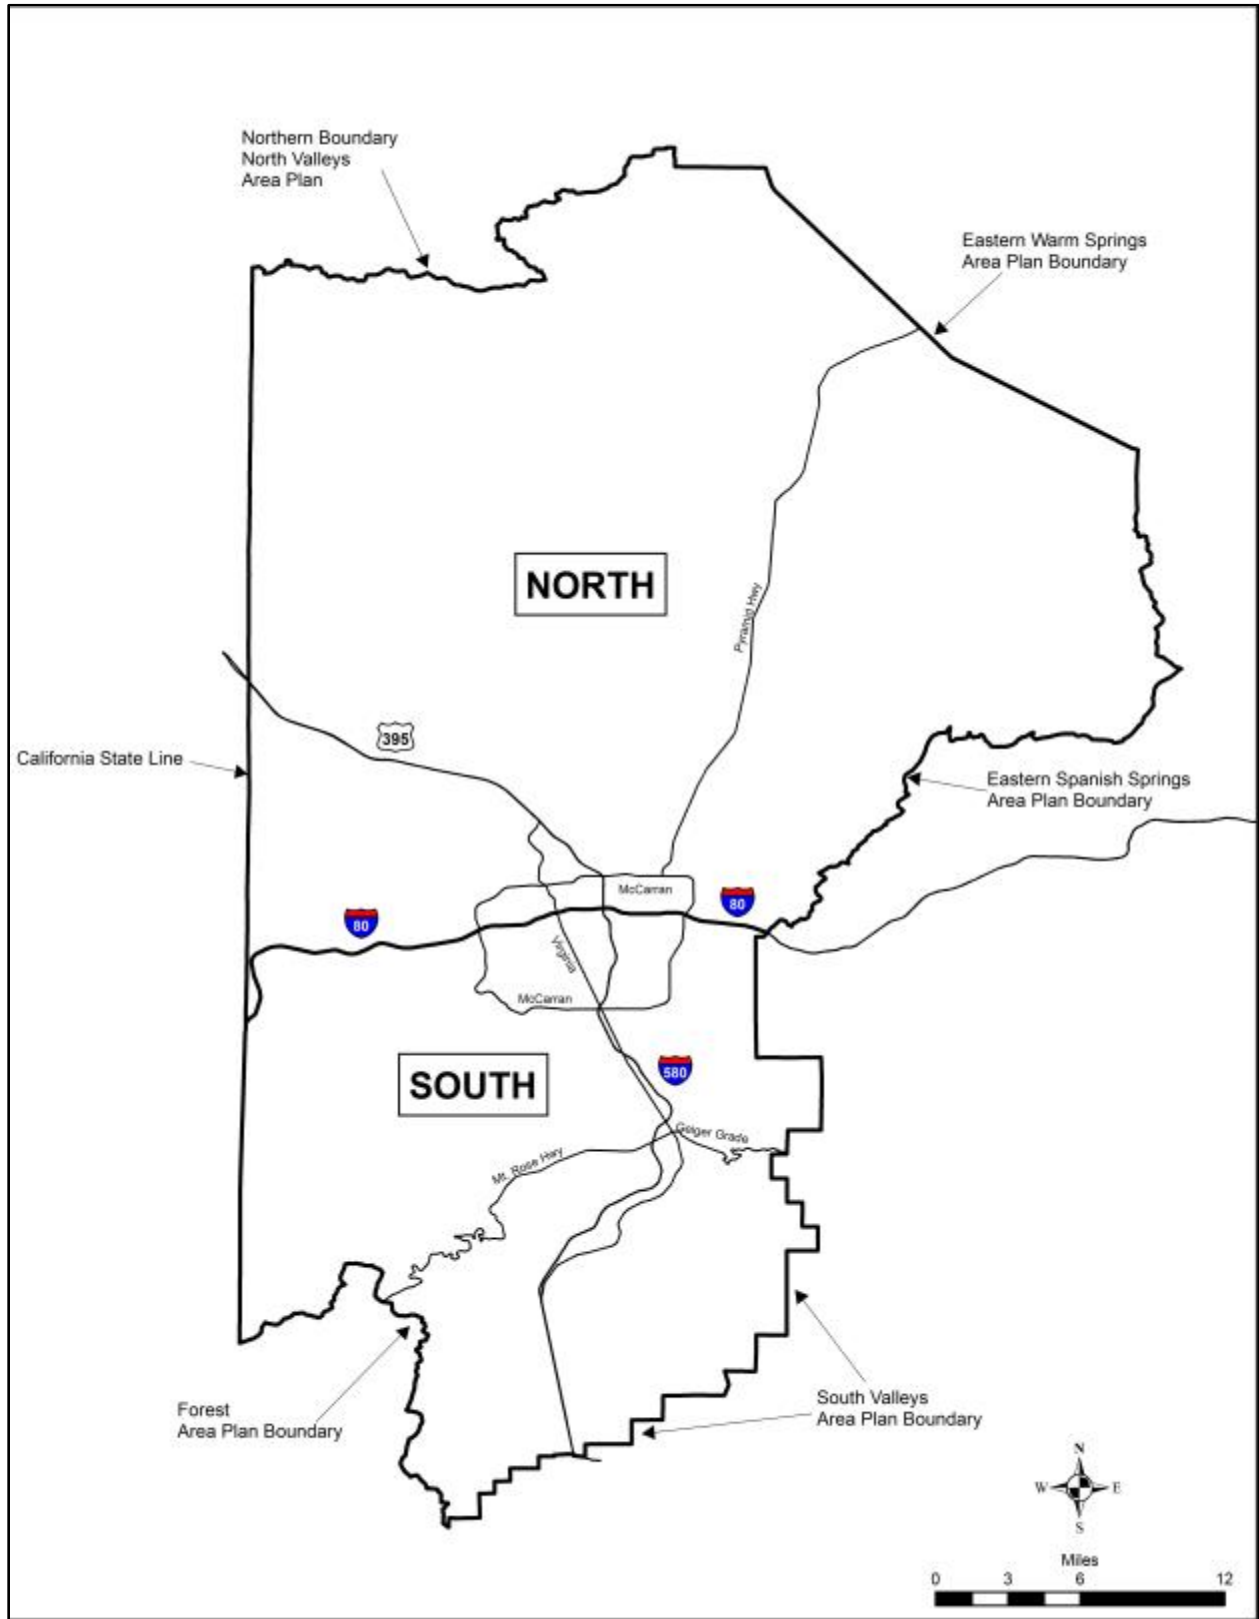 Northern Boundary
North Valleys
Area Plan
Eastern Warm Springs
Area Plan Boundary
NORTH
Pyramid Hwy
395
California State Line
Eastern Spanish Springs
Area Plan Boundary
McCarran
80
80
Virginia
McCarran
580
SOUTH
Geiger Grade
Mt. Rose Hwy
Forest
Area Plan Boundary
South Valleys
Area Plan Boundary
N
W
E
S
Miles
0 3 6 12